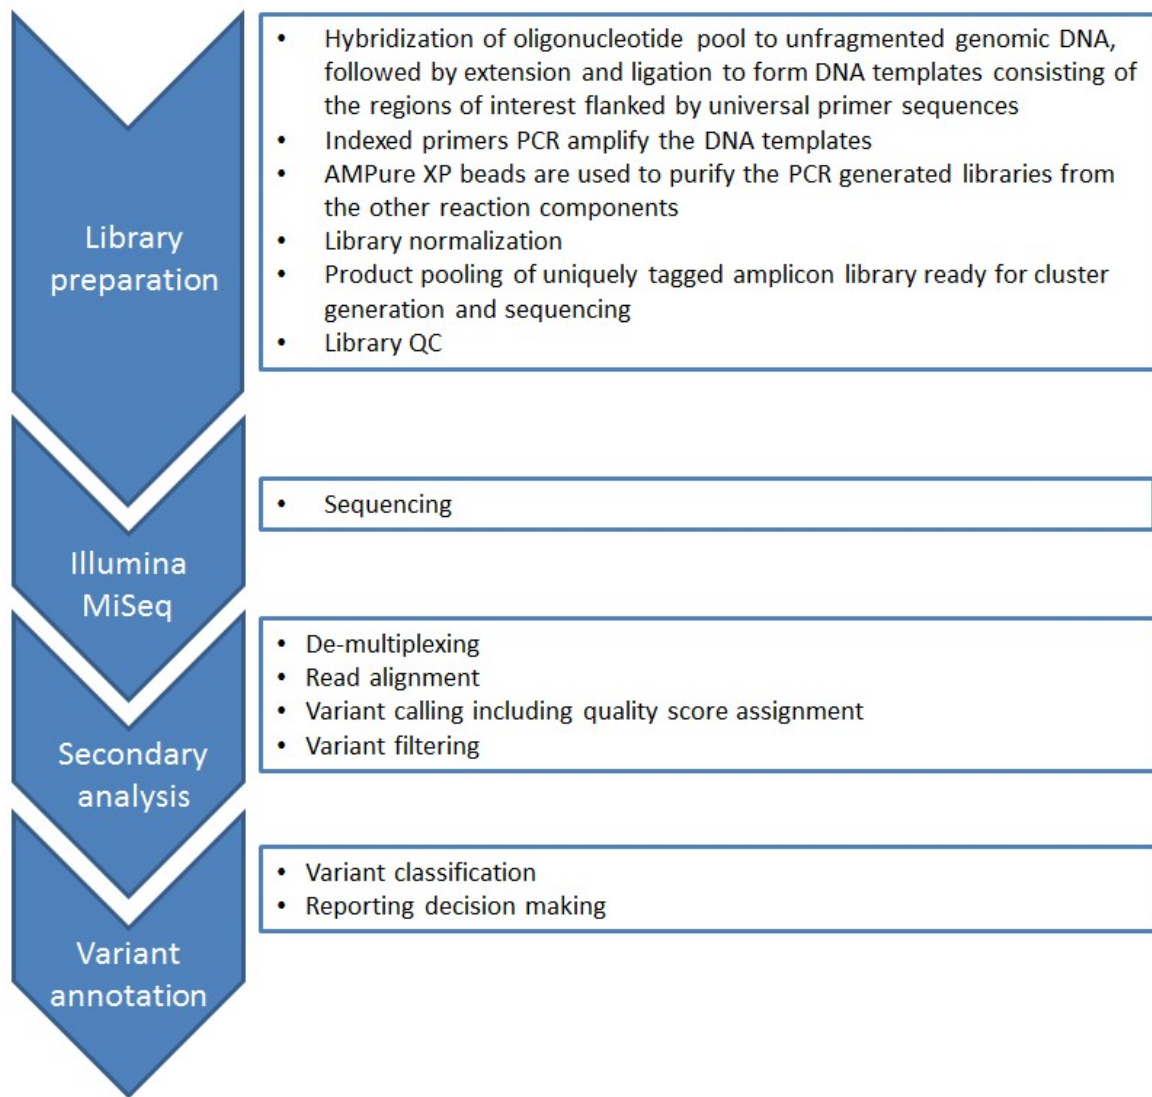 Library
preparation
• Hybridization of oligonucleotide pool to unfragmented genomic DNA,
followed by extension and ligation to form DNA templates consisting of
the regions of interest flanked by universal primer sequences
• Indexed primers PCR amplify the DNA templates
• AMPure XP beads are used to purify the PCR generated libraries from
the other reaction components
• Library normalization
• Product pooling of uniquely tagged amplicon library ready for cluster
generation and sequencing
• Library QC
Illumina
MiSeq
• Sequencing
Secondary
analysis
• De-multiplexing
• Read alignment
• Variant calling including quality score assignment
• Variant filtering
Variant
annotation
• Variant classification
• Reporting decision making